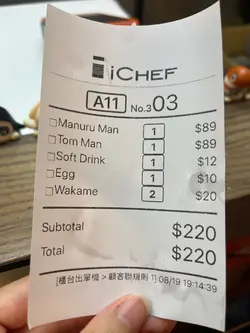 iCHEF
A11 No.303
Manuru Man 1 $89
Tom Man 1 $89
Soft Drink 1 $12
Egg 1 $10
Wakame 2 $20
Subtotal $220
Total $220
[櫃台出單機 > 顧客聯規則 1] 08/19 19:14:39